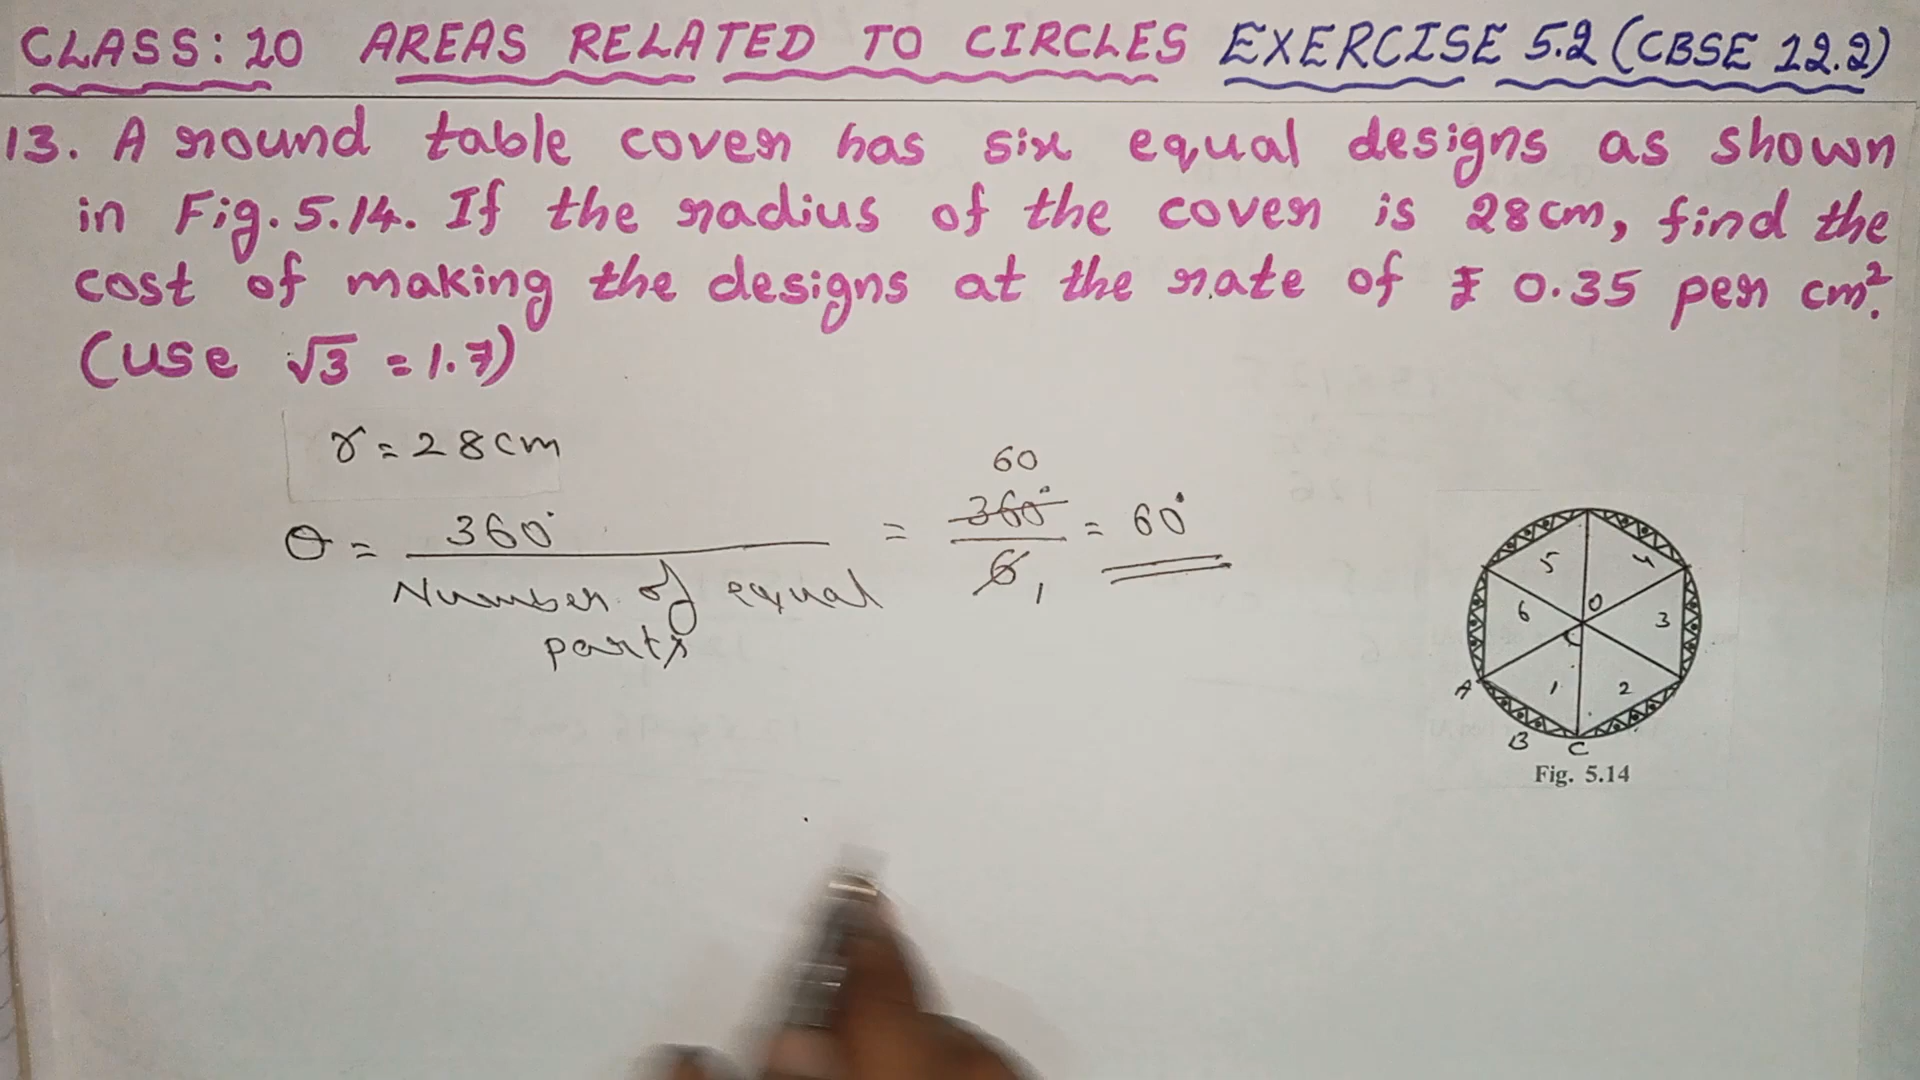 CLASS: 10 AREAS RELATED TO CIRCLES EXERCISE 5.2 (CBSE 12.2)
13. A round table cover has six equal designs as shown
in Fig. 5.14. If the radius of the cover is 28cm, find the
cost of making the designs at the rate of ₹ 0.35 per cm².
(use √3 = 1.7)
r = 28cm
60
θ = 360° / Number of equal parts = 360° / 6 1 = 60°
5 4
6 O 3
A 1 2
B C
Fig. 5.14